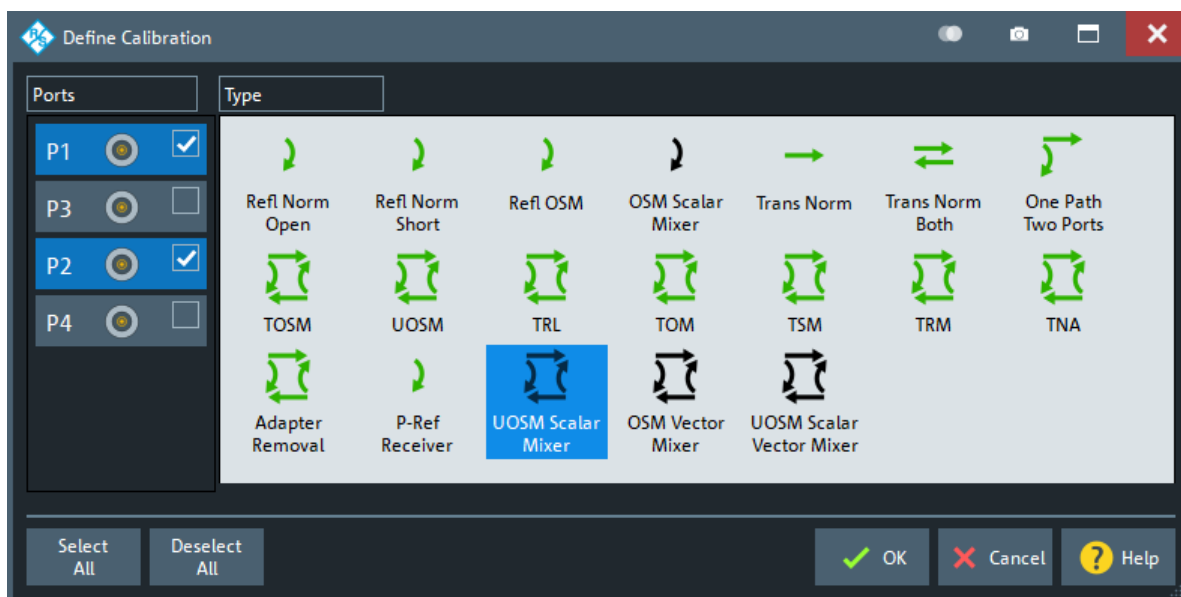 Define Calibration
Ports
Type
P1
P3
P2
P4
Refl Norm
Open
Refl Norm
Short
Refl OSM
OSM Scalar
Mixer
Trans Norm
Trans Norm
Both
One Path
Two Ports
TOSM
UOSM
TRL
TOM
TSM
TRM
TNA
Adapter
Removal
P-Ref
Receiver
UOSM Scalar
Mixer
OSM Vector
Mixer
UOSM Scalar
Vector Mixer
Select
All
Deselect
All
OK
Cancel
? Help